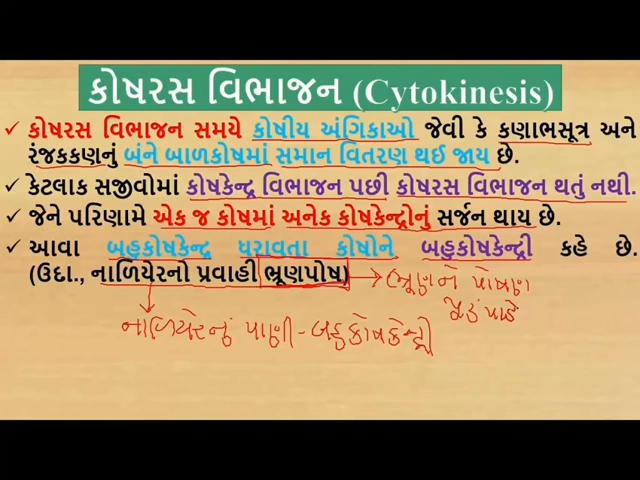 કોષરસ વિભાજન (Cytokinesis)
✓ કોષરસ વિભાજન સમયે કોષીય અંગિકાઓ જેવી કે કણાભસૂત્ર અને
રંજકકણનું બંને બાળકોષમાં સમાન વિતરણ થઈ જાય છે.
✓ કેટલાક સજીવોમાં કોષકેન્દ્ર વિભાજન પછી કોષરસ વિભાજન થતું નથી.
✓ જેને પરિણામે એક જ કોષમાં અનેક કોષકેન્દ્રોનું સર્જન થાય છે.
✓ આવા બહુકોષકેન્દ્ર ધરાવતા કોષોને બહુકોષકેન્દ્રી કહે છે.
(ઉદા., નાળિયેરનો પ્રવાહી ભ્રૂણપોષ) → ભ્રૂણને પોષણ
પૂરું પાડે
નાળિયેરનું પાણી - બહુકોષકેન્દ્રી